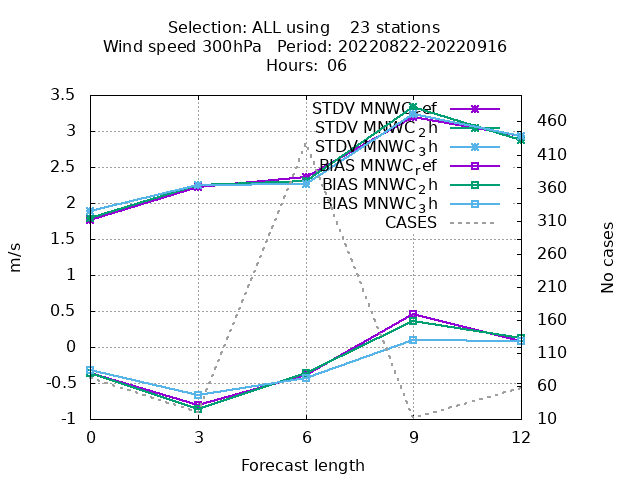 Selection: ALL using    23 stations
Wind speed 300hPa   Period: 20220822-20220916
Hours:  06
3.5
3
2.5
2
1.5
1
0.5
0
-0.5
-1
m/s
STDV MNWC_ref
STDV MNWC_2h
STDV MNWC_3h
BIAS MNWC_ref
BIAS MNWC_2h
BIAS MNWC_3h
CASES
460
410
360
310
260
210
160
110
60
10
No cases
0 3 6 9 12
Forecast length